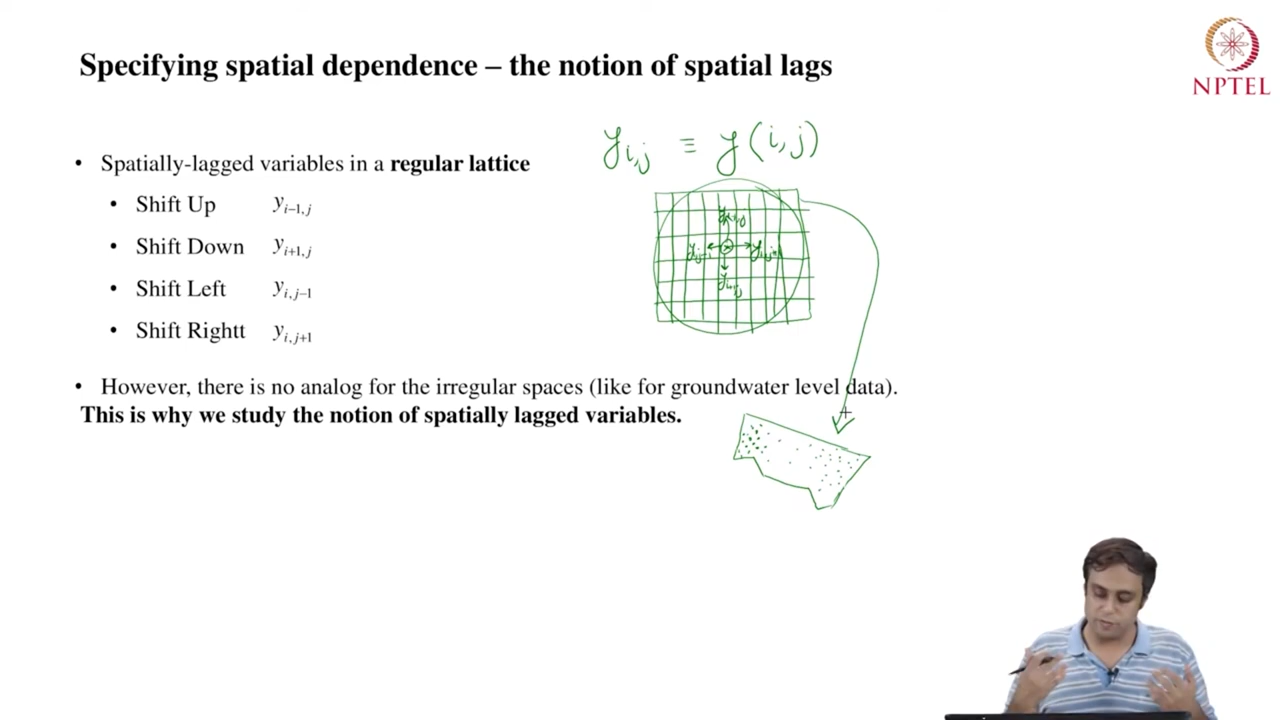 Specifying spatial dependence – the notion of spatial lags
NPTEL
y_{i,j} ≡ y(i,j)
• Spatially-lagged variables in a regular lattice
• Shift Up y_{i−1,j}
• Shift Down y_{i+1,j}
• Shift Left y_{i,j−1}
• Shift Rightt y_{i,j+1}
• However, there is no analog for the irregular spaces (like for groundwater level data).
This is why we study the notion of spatially lagged variables.